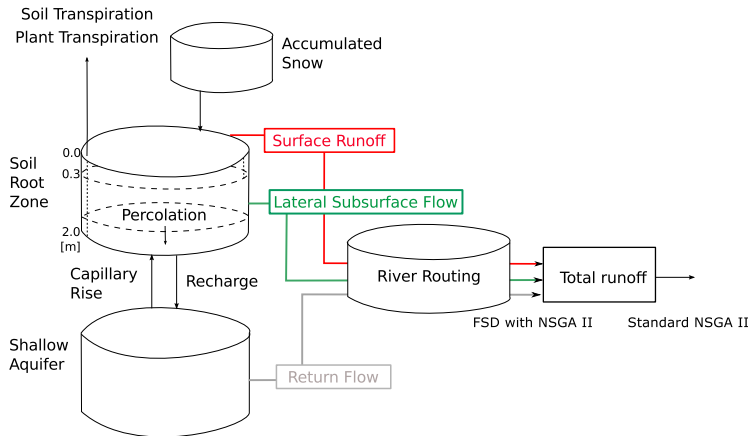 Soil Transpiration
Plant Transpiration
Accumulated
Snow
Surface Runoff
0.0
Soil
Root
Zone
0.3
Lateral Subsurface Flow
Percolation
2.0
[m]
Capillary
Rise
Recharge
River Routing
Total runoff
FSD with NSGA II
Standard NSGA II
Shallow
Aquifer
Return Flow